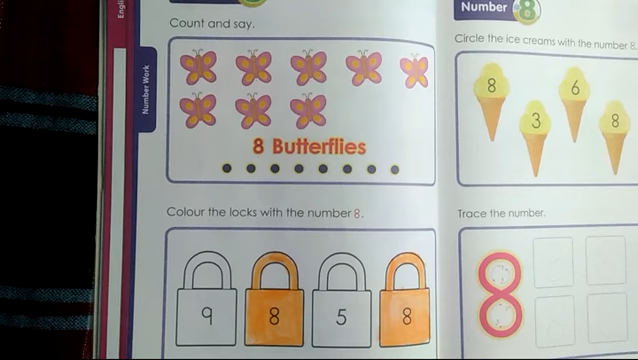 Number 8
Count and say.
Circle the ice creams with the number 8.
Number Work
8 Butterflies
8
6
3
8
Colour the locks with the number 8.
Trace the number.
9
8
5
8
8